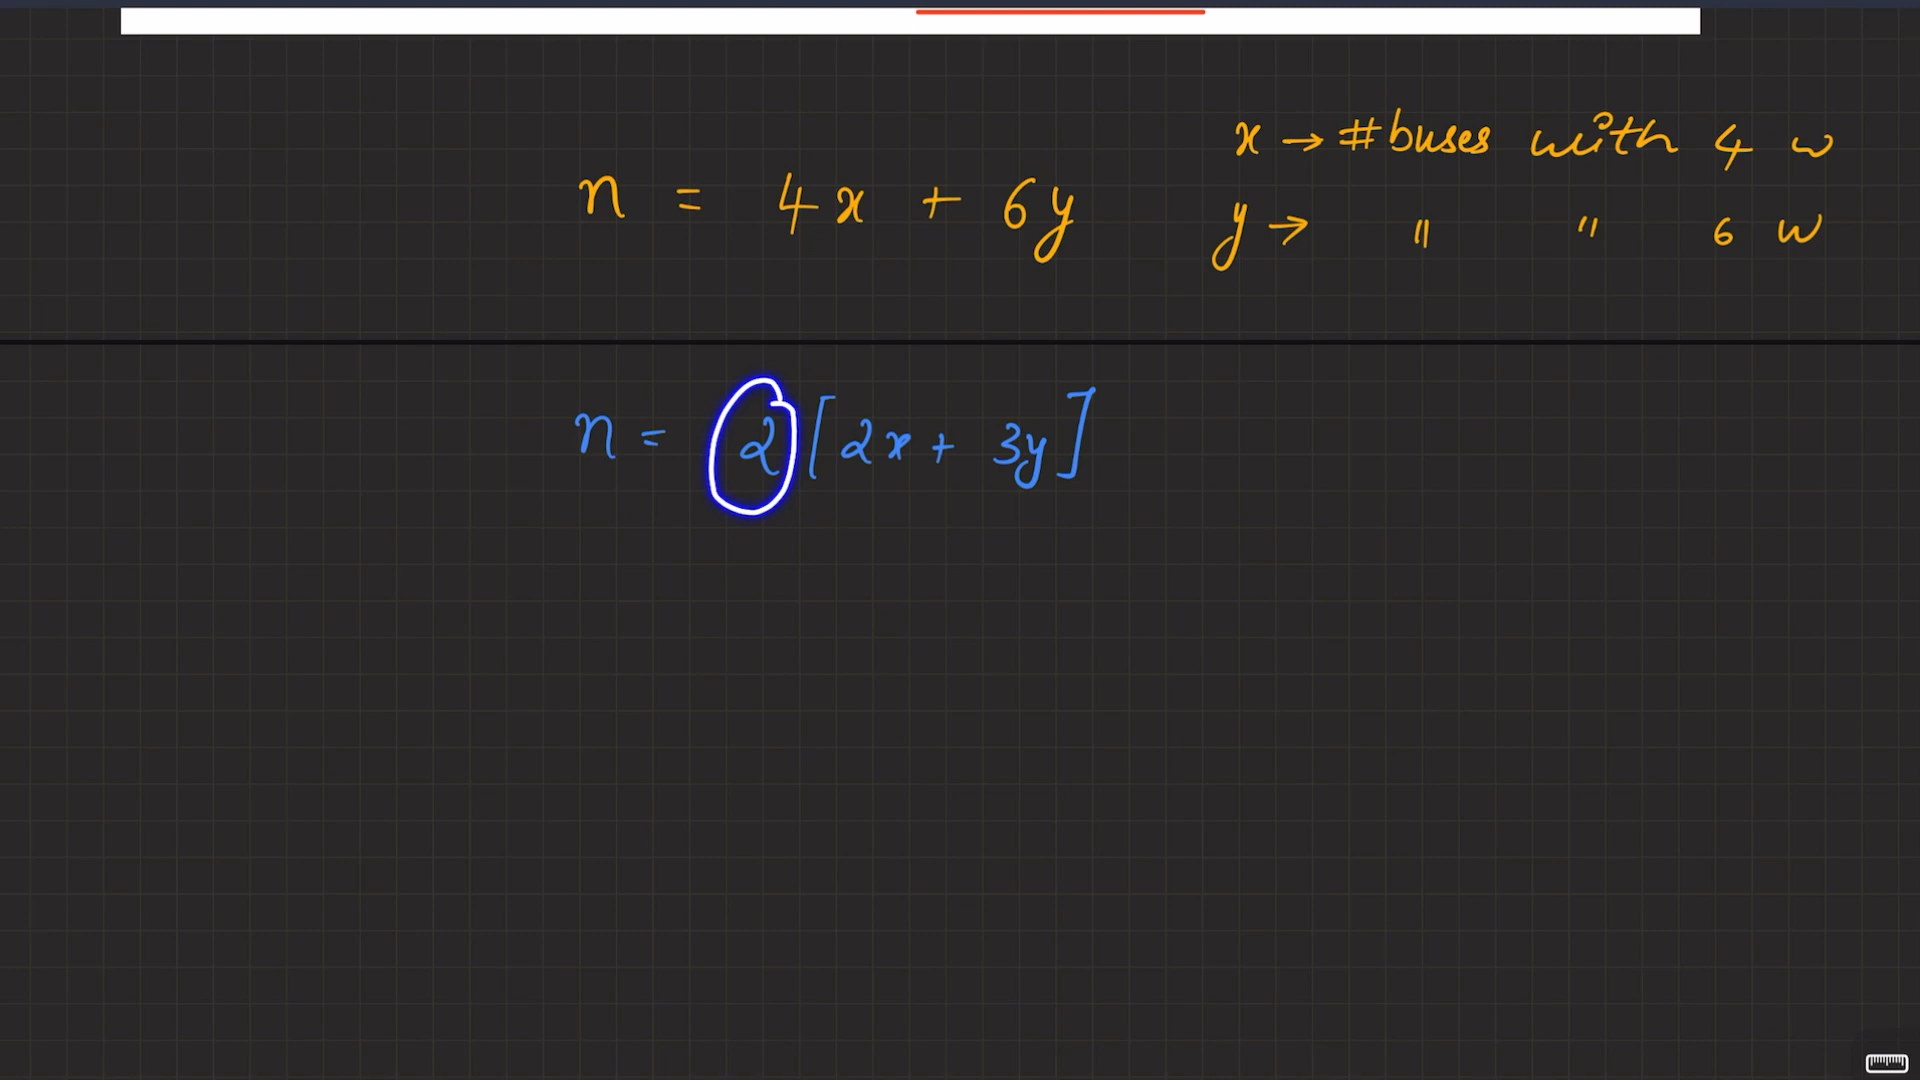 x → #buses with 4 w
n = 4x + 6y
y → " " 6 w
n = 2 [2x + 3y]